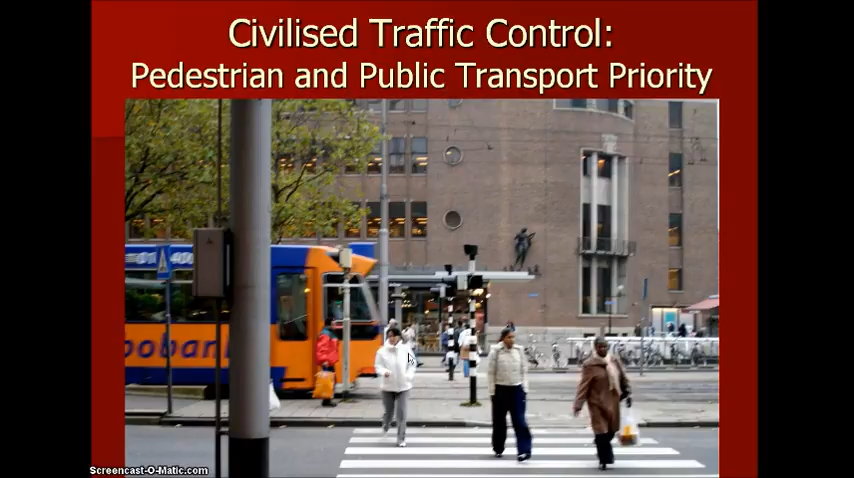 Civilised Traffic Control:
Pedestrian and Public Transport Priority
Screencast-O-Matic.com